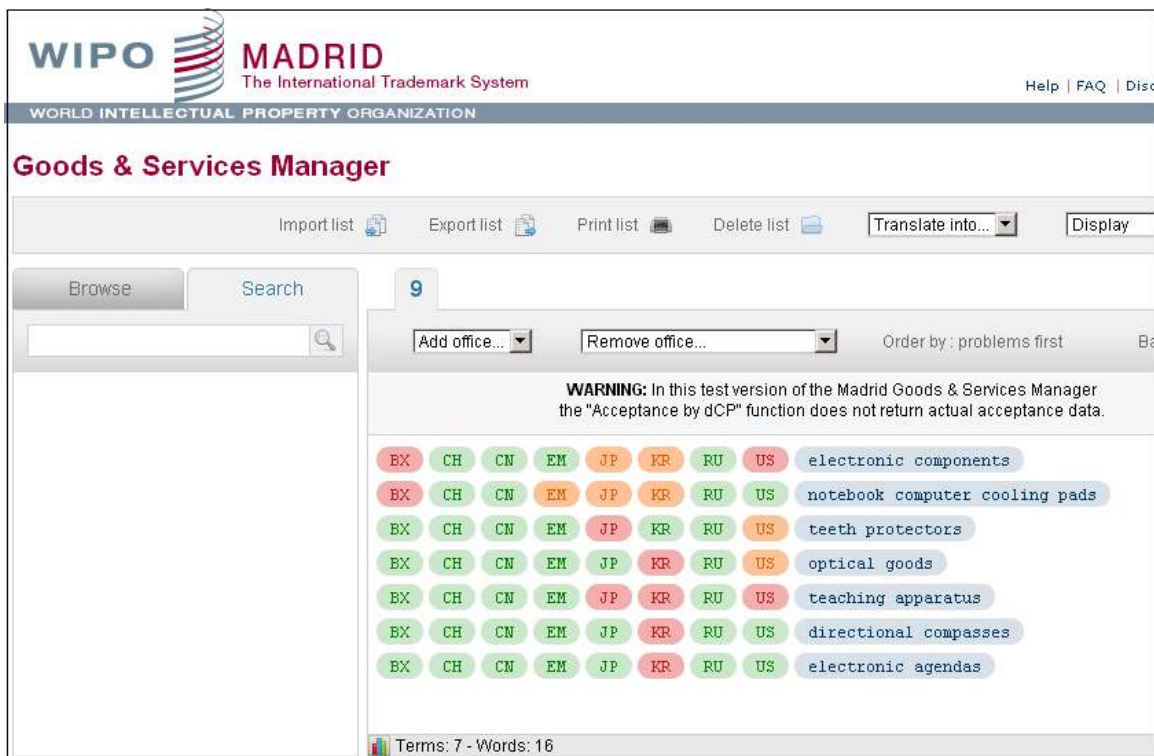 WIPO MADRID
The International Trademark System
Help | FAQ | Disc
WORLD INTELLECTUAL PROPERTY ORGANIZATION
Goods & Services Manager
Import list Export list Print list Delete list Translate into... Display
Browse Search 9
Add office... Remove office... Order by : problems first Ba
WARNING: In this test version of the Madrid Goods & Services Manager
the "Acceptance by dCP" function does not return actual acceptance data.
BX CH CN EM JP KR RU US electronic components
BX CH CN EM JP KR RU US notebook computer cooling pads
BX CH CN EM JP KR RU US teeth protectors
BX CH CN EM JP KR RU US optical goods
BX CH CN EM JP KR RU US teaching apparatus
BX CH CN EM JP KR RU US directional compasses
BX CH CN EM JP KR RU US electronic agendas
Terms: 7 - Words: 16